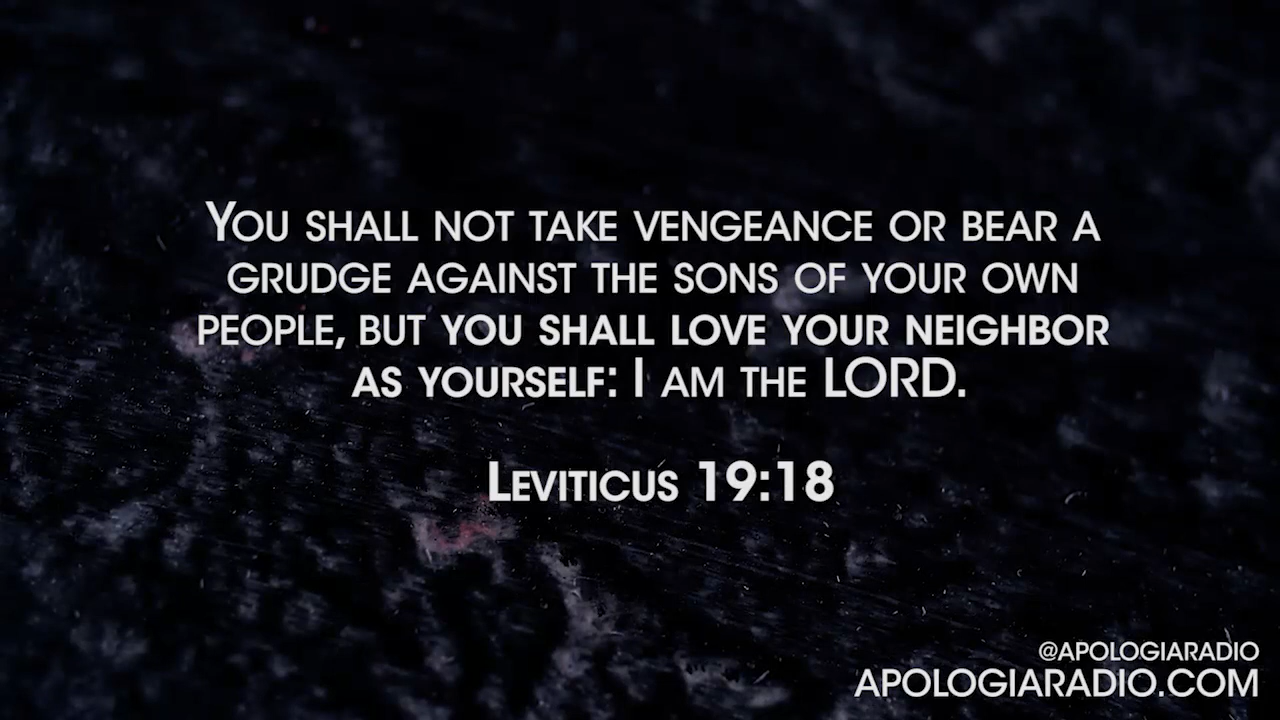 You shall not take vengeance or bear a
grudge against the sons of your own
people, but you shall love your neighbor
as yourself: I am the LORD.
Leviticus 19:18
@APOLOGIARADIO
APOLOGIARADIO.COM